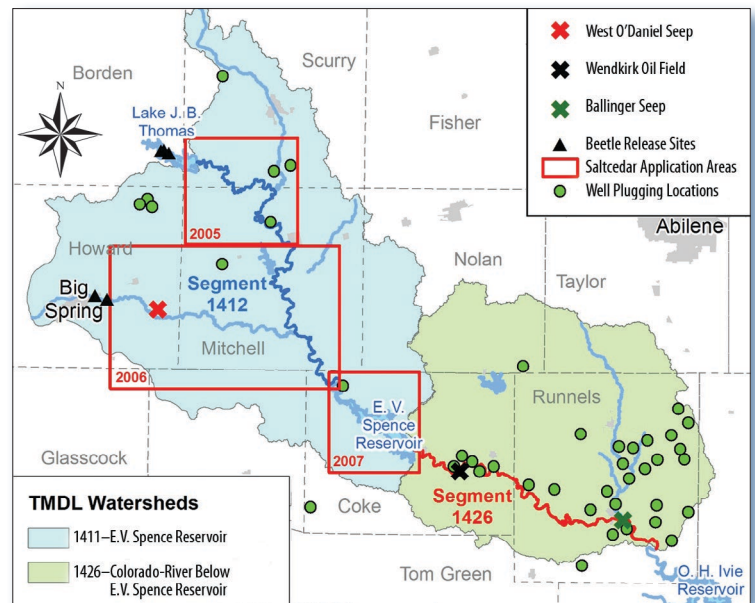 West O'Daniel Seep
Wendkirk Oil Field
Ballinger Seep
Beetle Release Sites
Saltcedar Application Areas
Well Plugging Locations
N
Borden
Scurry
Lake J. B.
Thomas
Fisher
2005
Howard
Abilene
Nolan
Segment
1412
Taylor
Big
Spring
Mitchell
2006
Runnels
E. V.
Spence
Reservoir
2007
Glasscock
Coke
Segment
1426
Tom Green
O. H. Ivie
Reservoir
TMDL Watersheds
1411–E.V. Spence Reservoir
1426–Colorado-River Below
E.V. Spence Reservoir